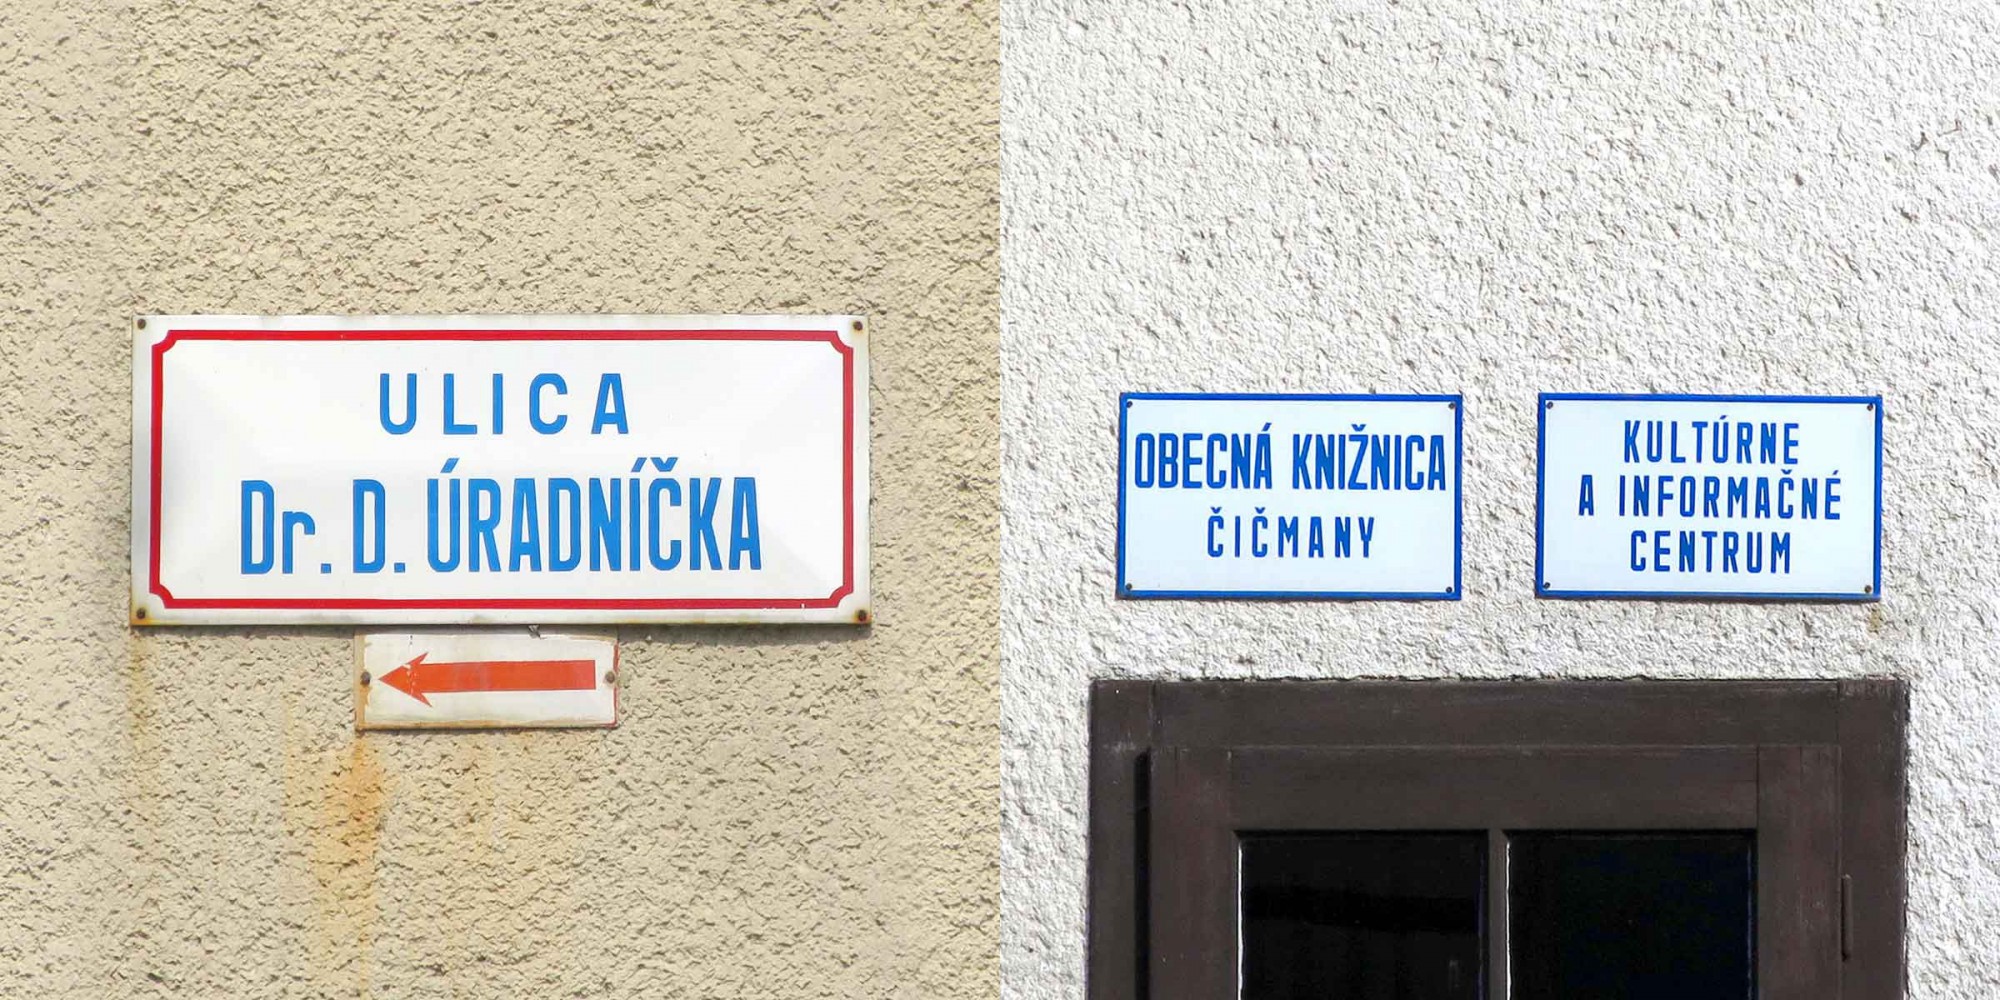 ULICA
Dr. D. ÚRADNÍČKA
OBECNÁ KNIŽNICA
ČIČMANY
KULTÚRNE
A INFORMAČNÉ
CENTRUM